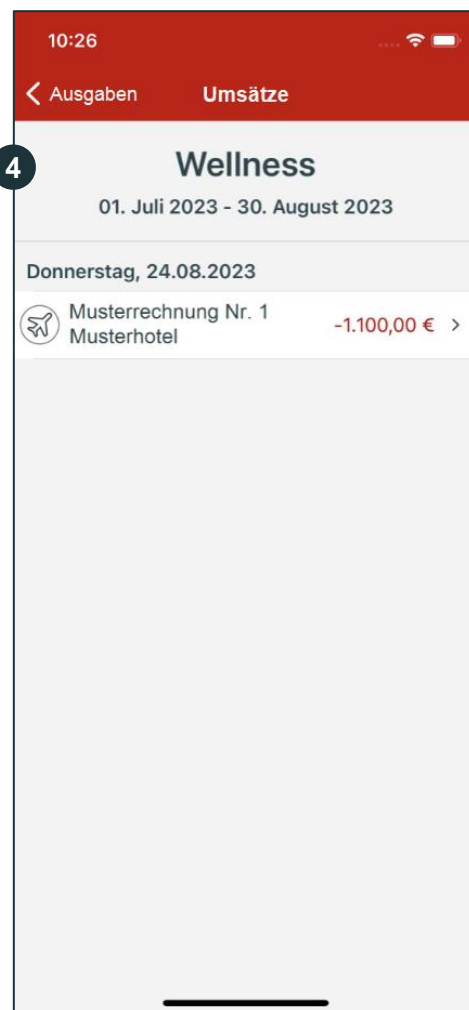 10:26
Ausgaben Umsätze
4
Wellness
01. Juli 2023 - 30. August 2023
Donnerstag, 24.08.2023
Musterrechnung Nr. 1
Musterhotel
-1.100,00 €